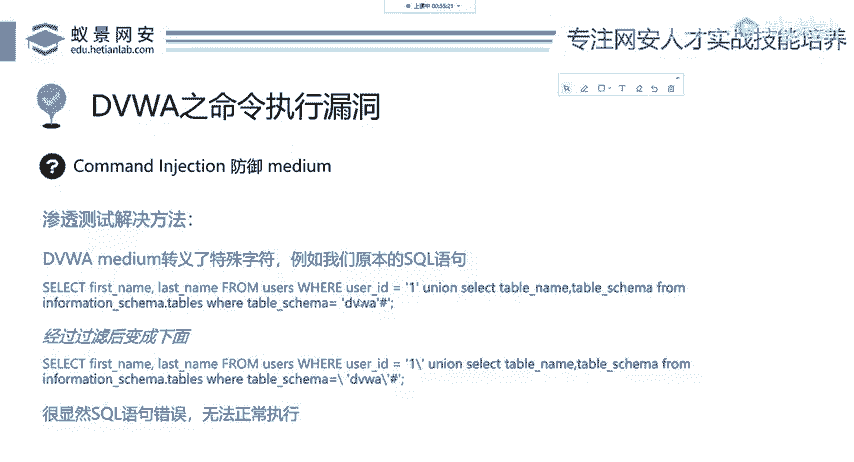 上课中 00:55:21
蚁景网安
edu.hetianlab.com
专注网安人才实战技能培养
DVWA之命令执行漏洞
Command Injection 防御 medium
渗透测试解决方法：
DVWA medium转义了特殊字符，例如我们原本的SQL语句
SELECT first_name, last_name FROM users WHERE user_id = '1' union select table_name,table_schema from
information_schema.tables where table_schema= 'dvwa'#';
经过过滤后变成下面
SELECT first_name, last_name FROM users WHERE user_id = '1\' union select table_name,table_schema from
information_schema.tables where table_schema=\ 'dvwa\'#';
很显然SQL语句错误，无法正常执行